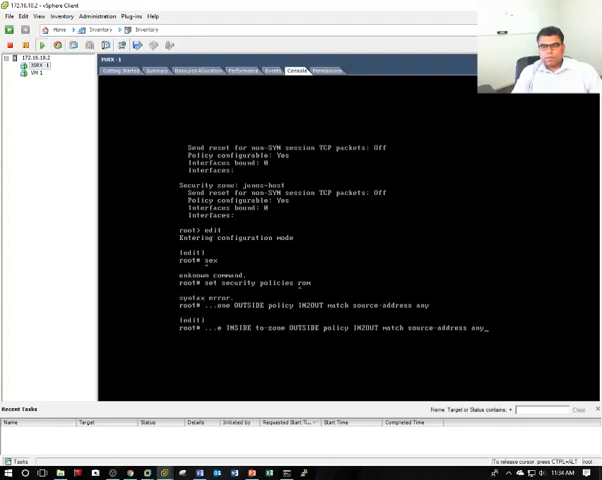 172.16.10.2 - vSphere Client
File Edit View Inventory Administration Plug-ins Help
Home Inventory Inventory
172.16.10.2
JSRX -1
VM 1
JSRX -1
Getting Started Summary Resource Allocation Performance Events Console Permissions
Send reset for non-SYN session TCP packets: Off
Policy configurable: Yes
Interfaces bound: 0
Interfaces:
Security zone: junos-host
Send reset for non-SYN session TCP packets: Off
Policy configurable: Yes
Interfaces bound: 0
Interfaces:
root> edit
Entering configuration mode
[edit]
root# sex
^
unknown command.
root# set security policies rom
^
syntax error.
root# ...one OUTSIDE policy IN2OUT match source-address any
[edit]
root# ...e INSIDE to-zone OUTSIDE policy IN2OUT match source-address any_
Recent Tasks
Name, Target or Status contains: Clear
Name Target Status Details Initiated by Requested Start Time Start Time Completed Time
Tasks
To release cursor, press CTRL+ALT root
11:34 AM